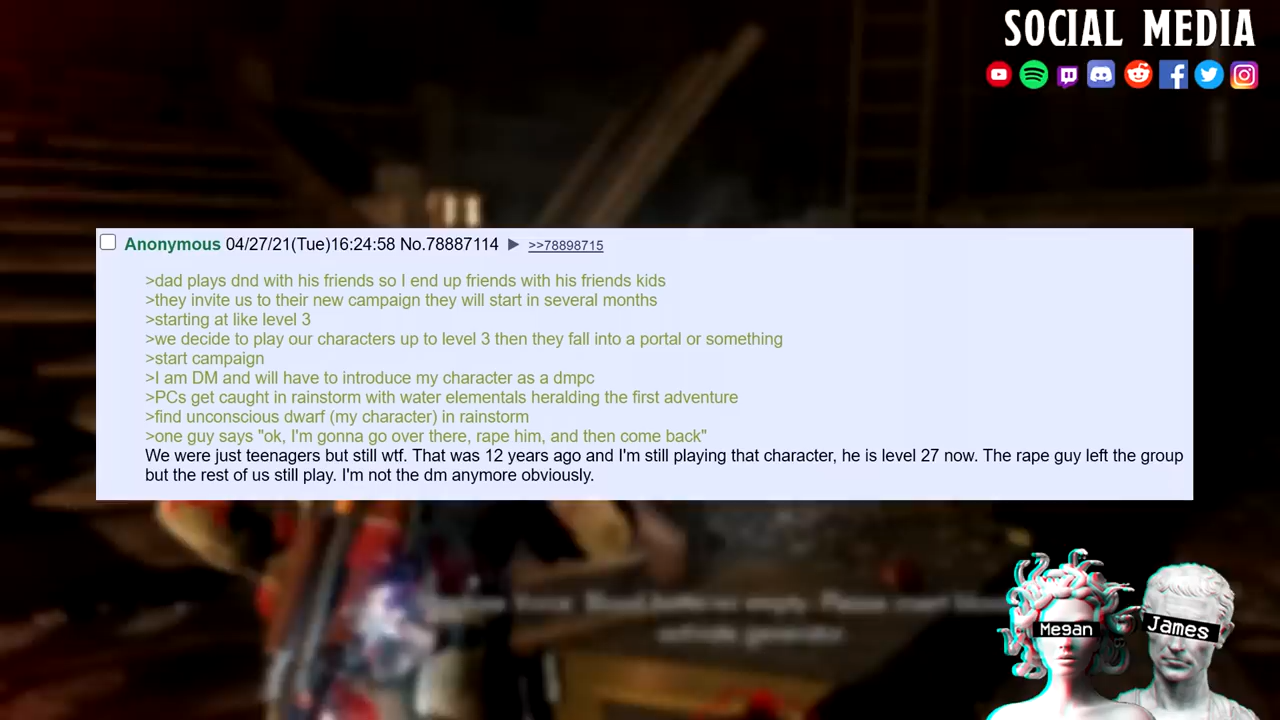 SOCIAL MEDIA
Anonymous 04/27/21(Tue)16:24:58 No.78887114 ▶ >>78898715
>dad plays dnd with his friends so I end up friends with his friends kids
>they invite us to their new campaign they will start in several months
>starting at like level 3
>we decide to play our characters up to level 3 then they fall into a portal or something
>start campaign
>I am DM and will have to introduce my character as a dmpc
>PCs get caught in rainstorm with water elementals heralding the first adventure
>find unconscious dwarf (my character) in rainstorm
>one guy says "ok, I'm gonna go over there, rape him, and then come back"
We were just teenagers but still wtf. That was 12 years ago and I'm still playing that character, he is level 27 now. The rape guy left the group
but the rest of us still play. I'm not the dm anymore obviously.
Megan
James